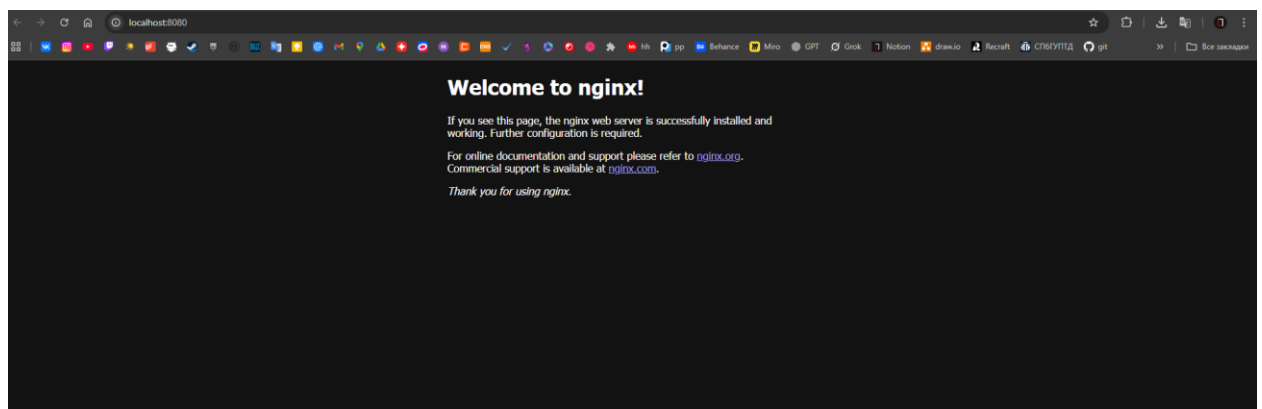 localhost:8080
hh pp Behance Miro GPT Grok Notion draw.io Recraft СПбГУПТД git » Все закладки
Welcome to nginx!
If you see this page, the nginx web server is successfully installed and
working. Further configuration is required.
For online documentation and support please refer to nginx.org.
Commercial support is available at nginx.com.
Thank you for using nginx.